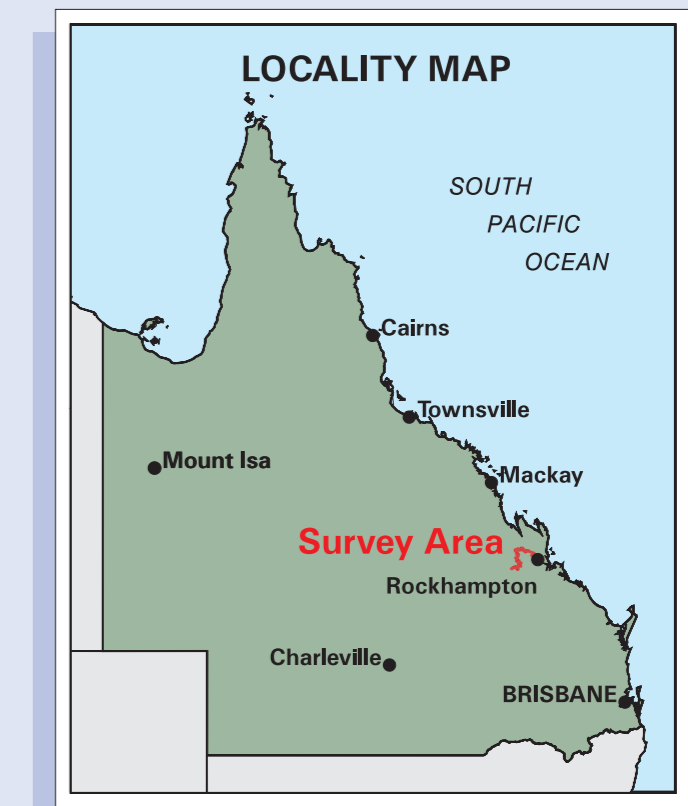 LOCALITY MAP
SOUTH
PACIFIC
OCEAN
Cairns
Townsville
Mount Isa
Mackay
Survey Area
Rockhampton
Charleville
BRISBANE